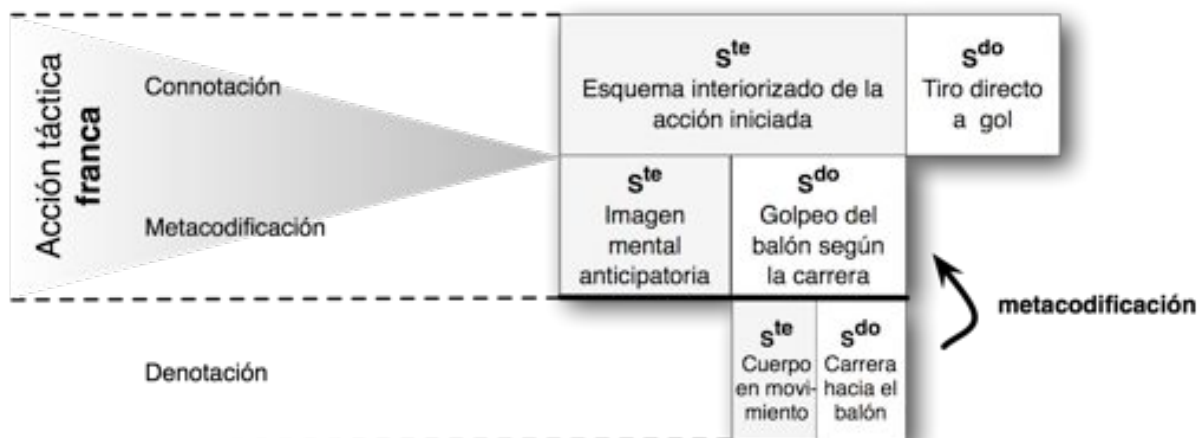 Acción táctica
franca
Connotación
Metacodificación
Denotación
Ste
Esquema interiorizado de la
acción iniciada
Sdo
Tiro directo
a gol
Ste
Imagen
mental
anticipatoria
Sdo
Golpeo del
balón según
la carrera
Ste
Cuerpo
en movi-
miento
Sdo
Carrera
hacia el
balón
metacodificación